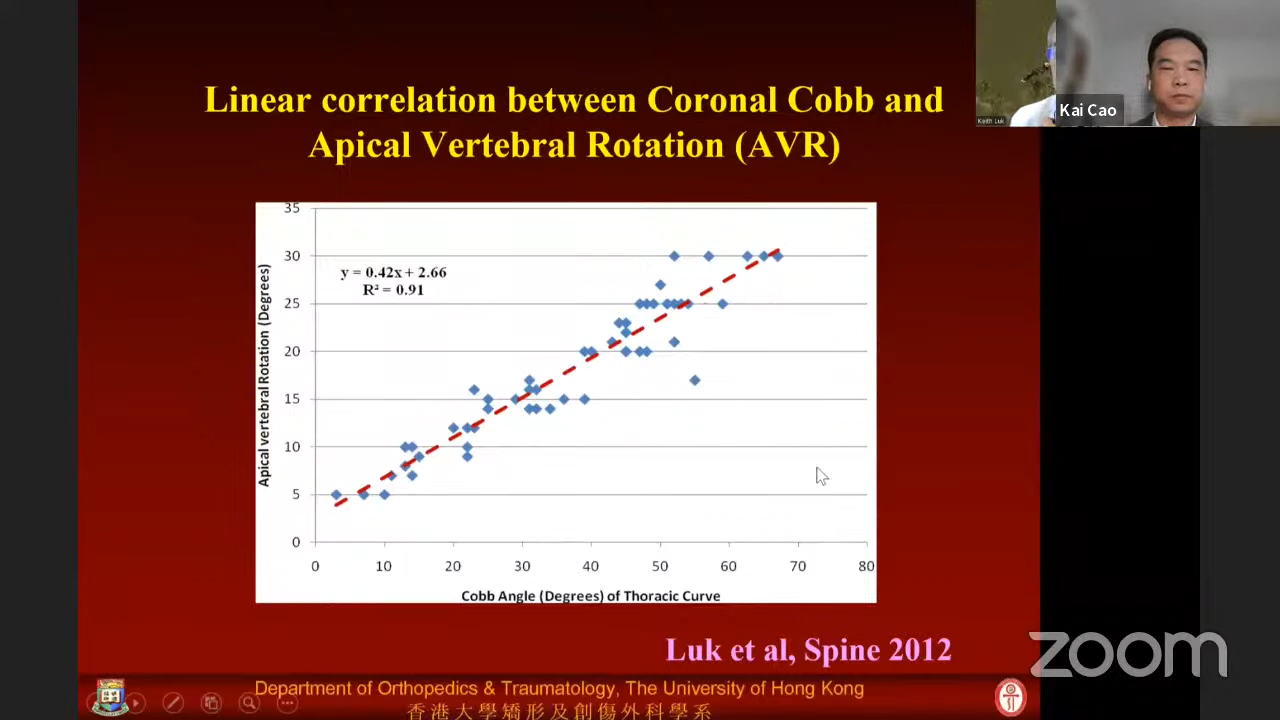 Linear correlation between Coronal Cobb and
Apical Vertebral Rotation (AVR)
Keith Luk
Kai Cao
y = 0.42x + 2.66
R² = 0.91
Apical vertebral Rotation (Degrees)
35
30
25
20
15
10
5
0
0 10 20 30 40 50 60 70 80
Cobb Angle (Degrees) of Thoracic Curve
Luk et al, Spine 2012
zoom
Department of Orthopedics & Traumatology, The University of Hong Kong
香港大學矯形及創傷外科學系